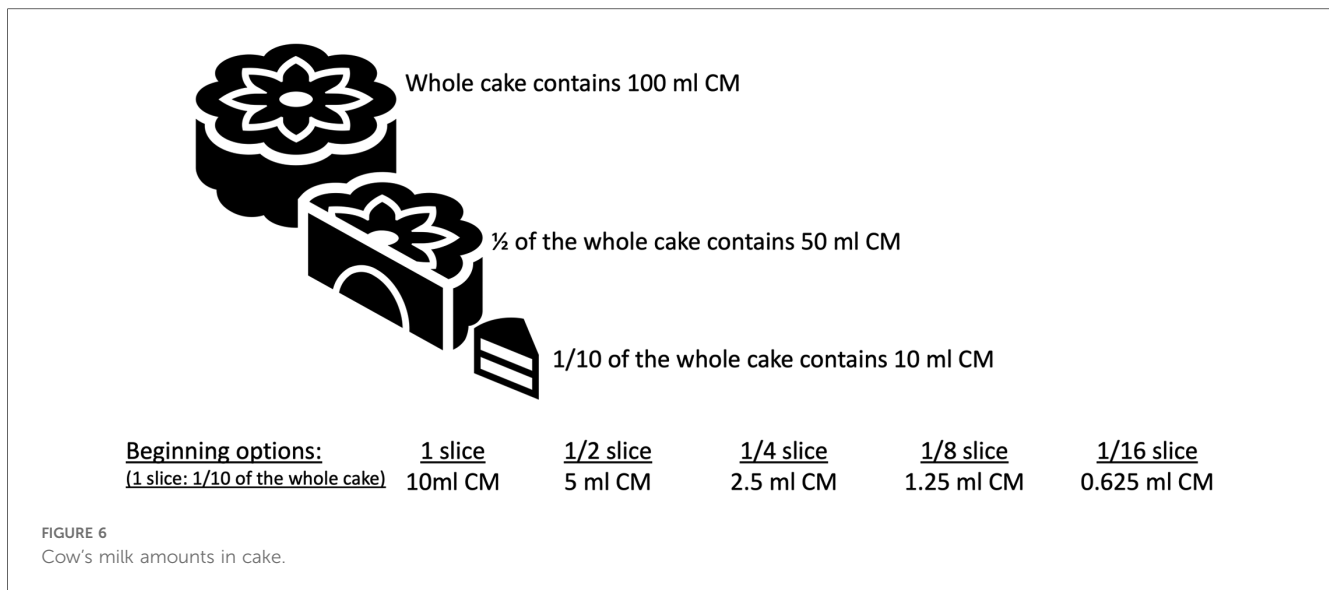 Whole cake contains 100 ml CM
½ of the whole cake contains 50 ml CM
1/10 of the whole cake contains 10 ml CM
Beginning options: 1 slice 1/2 slice 1/4 slice 1/8 slice 1/16 slice
(1 slice: 1/10 of the whole cake) 10ml CM 5 ml CM 2.5 ml CM 1.25 ml CM 0.625 ml CM
FIGURE 6
Cow's milk amounts in cake.